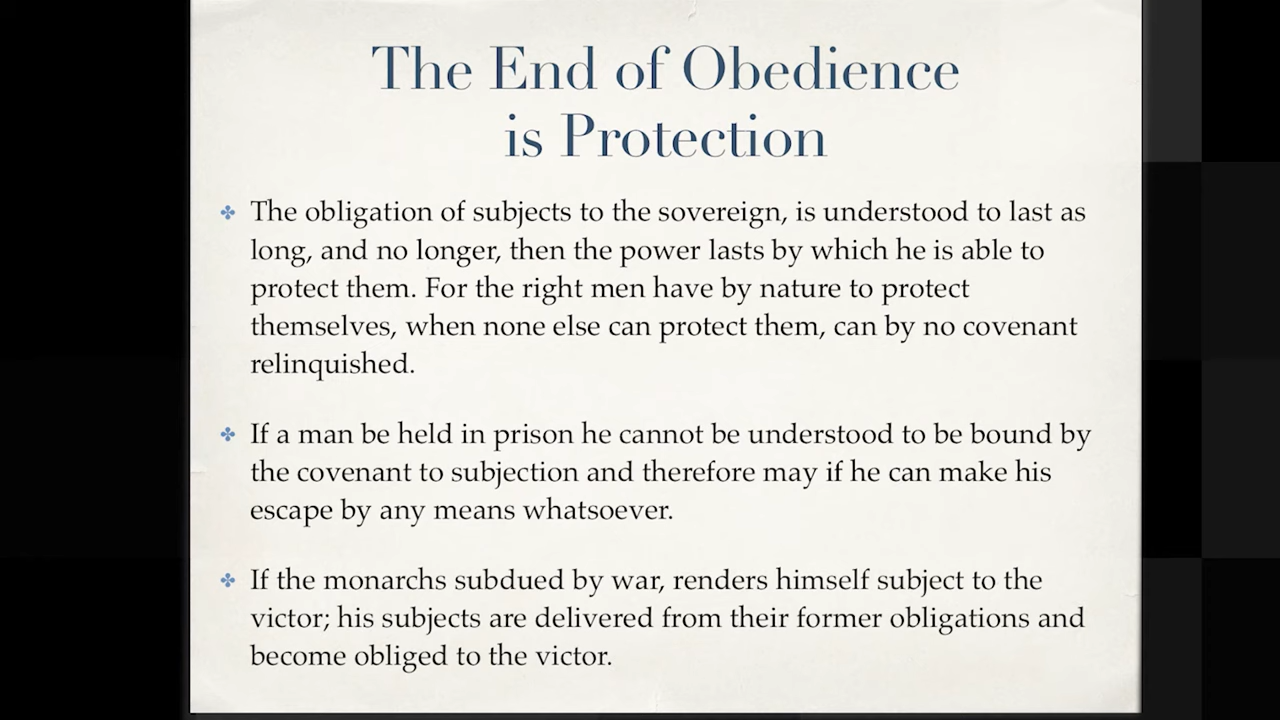 The End of Obedience
is Protection
The obligation of subjects to the sovereign, is understood to last as
long, and no longer, then the power lasts by which he is able to
protect them. For the right men have by nature to protect
themselves, when none else can protect them, can by no covenant
relinquished.
If a man be held in prison he cannot be understood to be bound by
the covenant to subjection and therefore may if he can make his
escape by any means whatsoever.
If the monarchs subdued by war, renders himself subject to the
victor; his subjects are delivered from their former obligations and
become obliged to the victor.